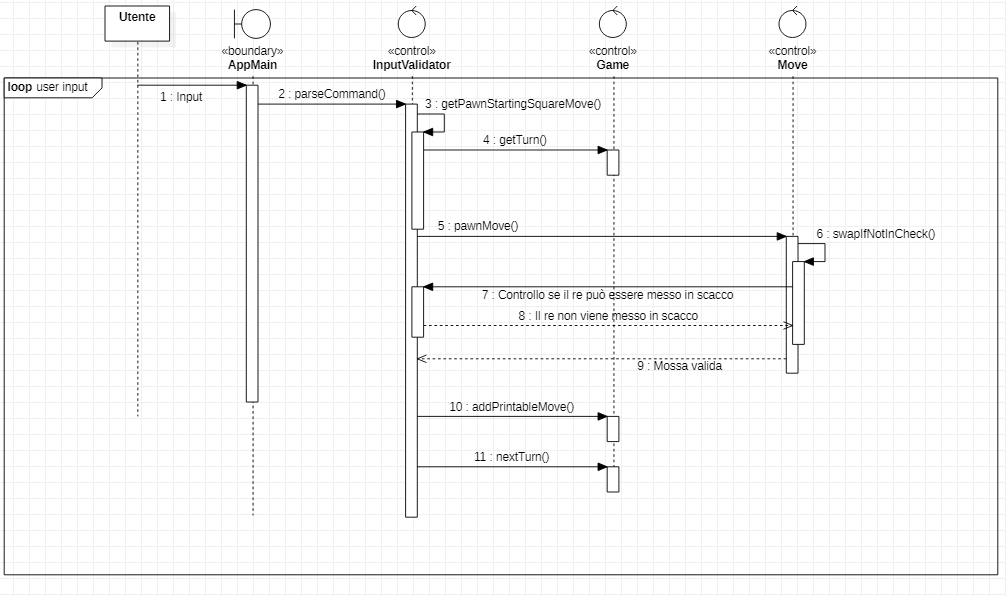 Utente
«boundary»
AppMain
«control»
InputValidator
«control»
Game
«control»
Move
loop user input
1 : Input
2 : parseCommand()
3 : getPawnStartingSquareMove()
4 : getTurn()
5 : pawnMove()
6 : swapIfNotInCheck()
7 : Controllo se il re può essere messo in scacco
8 : Il re non viene messo in scacco
9 : Mossa valida
10 : addPrintableMove()
11 : nextTurn()